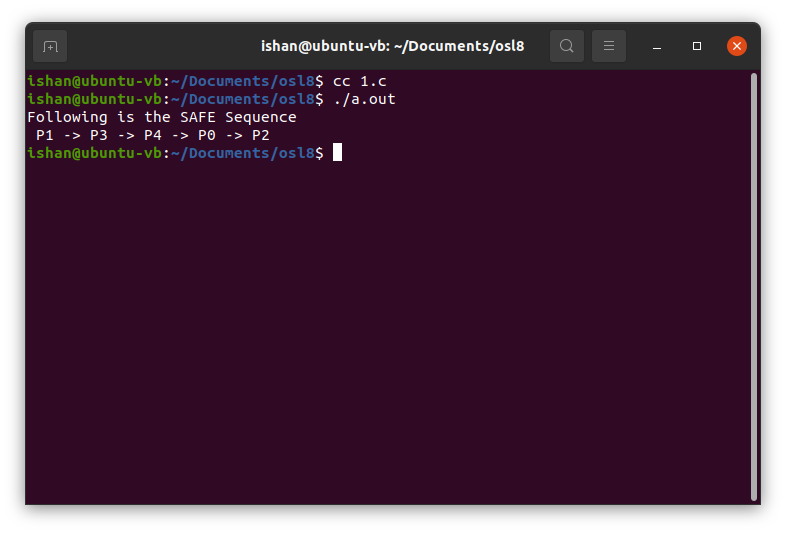 ishan@ubuntu-vb: ~/Documents/osl8
ishan@ubuntu-vb:~/Documents/osl8$ cc 1.c
ishan@ubuntu-vb:~/Documents/osl8$ ./a.out
Following is the SAFE Sequence
 P1 -> P3 -> P4 -> P0 -> P2
ishan@ubuntu-vb:~/Documents/osl8$